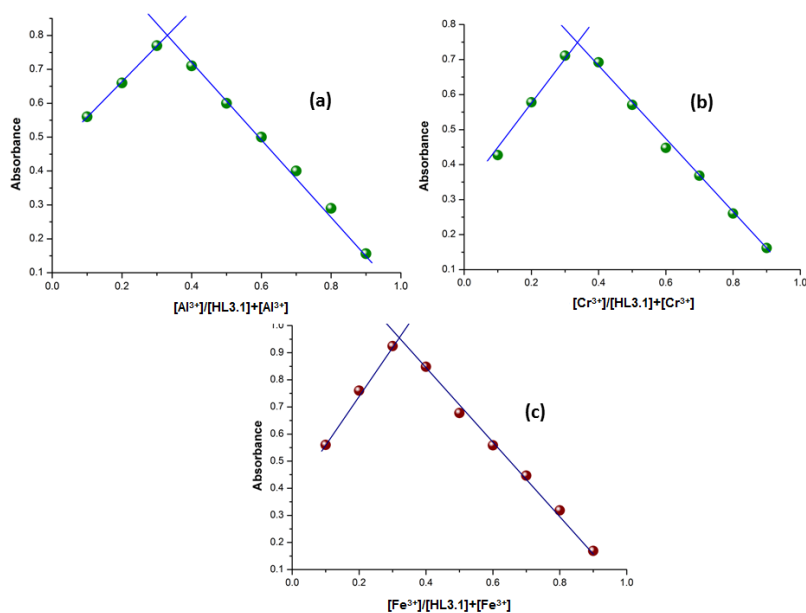 0.8
0.7
0.6
0.5
0.4
0.3
0.2
0.1
Absorbance
(a)
0.0 0.2 0.4 0.6 0.8 1.0
[Al³⁺]/[HL3.1]+[Al³⁺]
0.8
0.7
0.6
0.5
0.4
0.3
0.2
0.1
Absorbance
(b)
0.0 0.2 0.4 0.6 0.8 1.0
[Cr³⁺]/[HL3.1]+[Cr³⁺]
1.0
0.9
0.8
0.7
0.6
0.5
0.4
0.3
0.2
0.1
Absorbance
(c)
0.0 0.2 0.4 0.6 0.8 1.0
[Fe³⁺]/[HL3.1]+[Fe³⁺]